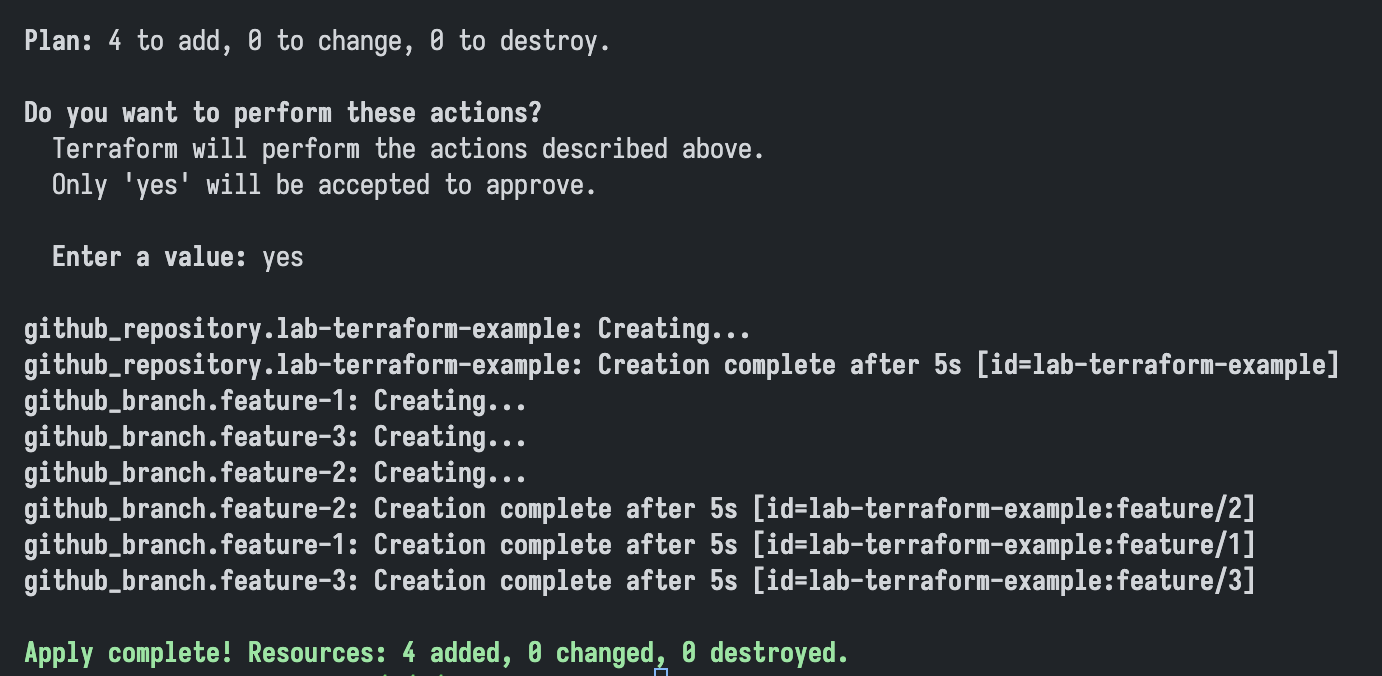 Plan: 4 to add, 0 to change, 0 to destroy.
Do you want to perform these actions?
Terraform will perform the actions described above.
Only 'yes' will be accepted to approve.
Enter a value: yes
github_repository.lab-terraform-example: Creating...
github_repository.lab-terraform-example: Creation complete after 5s [id=lab-terraform-example]
github_branch.feature-1: Creating...
github_branch.feature-3: Creating...
github_branch.feature-2: Creating...
github_branch.feature-2: Creation complete after 5s [id=lab-terraform-example:feature/2]
github_branch.feature-1: Creation complete after 5s [id=lab-terraform-example:feature/1]
github_branch.feature-3: Creation complete after 5s [id=lab-terraform-example:feature/3]
Apply complete! Resources: 4 added, 0 changed, 0 destroyed.